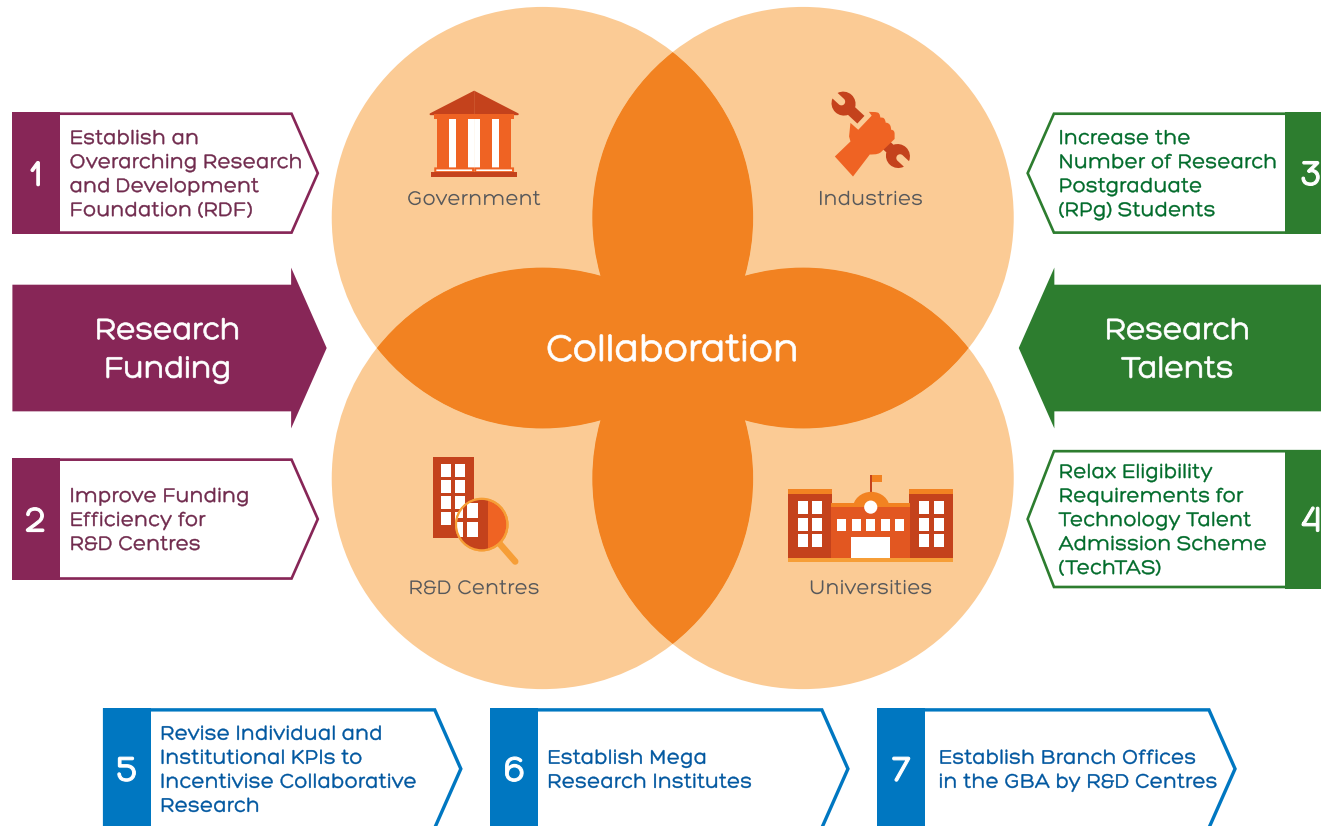 1
Establish an
Overarching Research
and Development
Foundation (RDF)
Research
Funding
2
Improve Funding
Efficiency for
R&D Centres
Government
Industries
Collaboration
R&D Centres
Universities
Increase the
Number of Research
Postgraduate
(RPg) Students
3
Research
Talents
Relax Eligibility
Requirements for
Technology Talent
Admission Scheme
(TechTAS)
4
5
Revise Individual and
Institutional KPIs to
Incentivise Collaborative
Research
6
Establish Mega
Research Institutes
7
Establish Branch Offices
in the GBA by R&D Centres